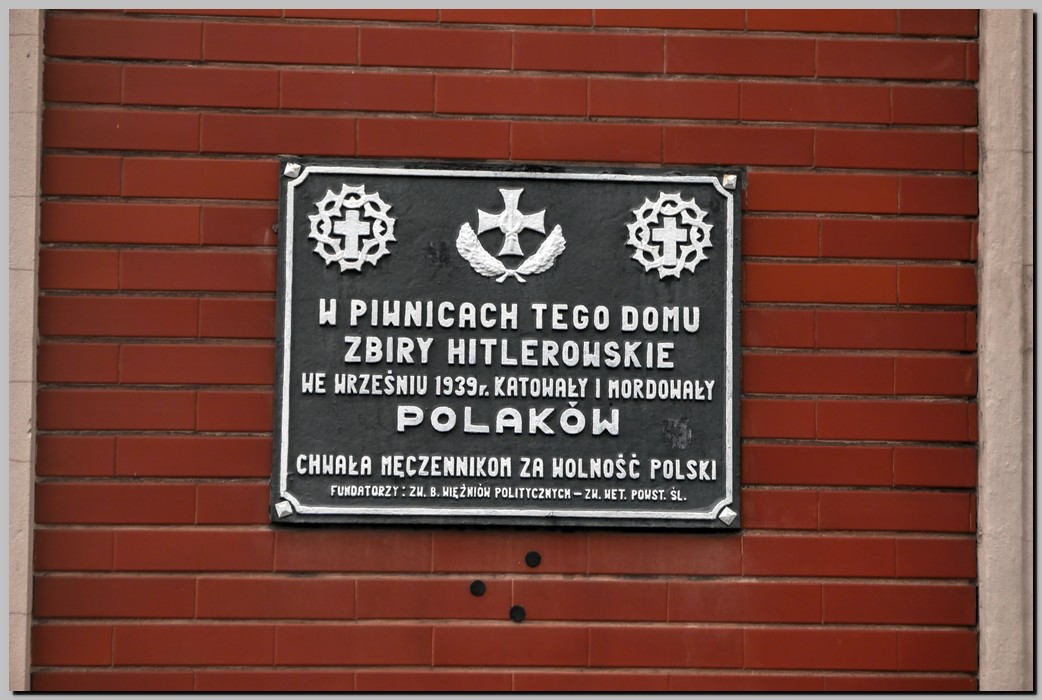 W PIWNICACH TEGO DOMU
ZBIRY HITLEROWSKIE
WE WRZEŚNIU 1939r. KATOWAŁY I MORDOWAŁY
POLAKÓW
CHWAŁA MĘCZENNIKOM ZA WOLNOŚĆ POLSKI
FUNDATORZY: ZW. B. WIĘŹNIÓW POLITYCZNYCH – ZW. WET. POWST. ŚL.